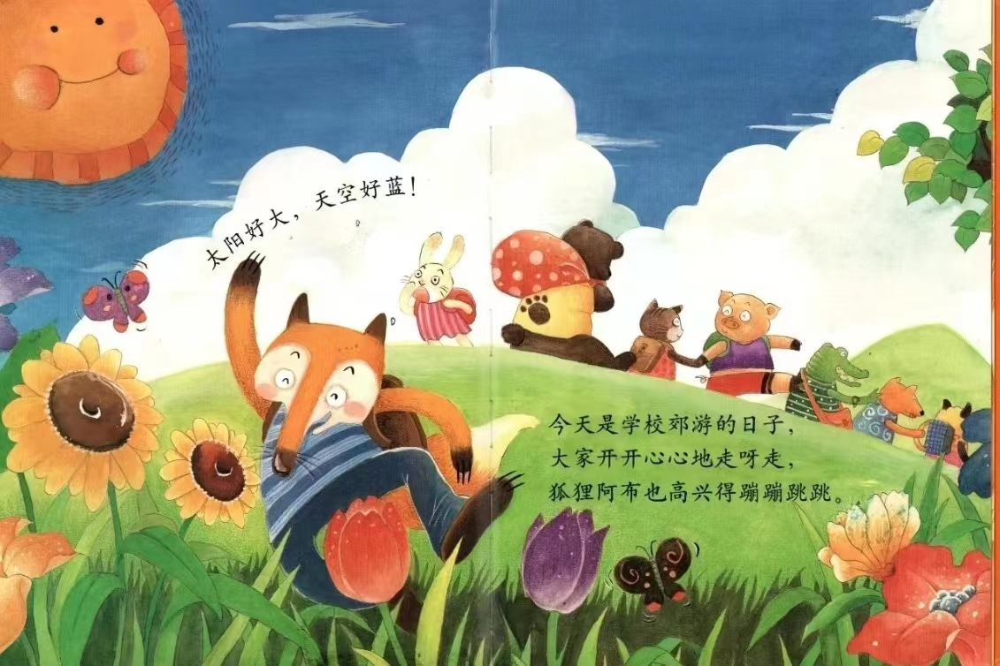 太阳好大，天空好蓝！
今天是学校郊游的日子，
大家开开心心地走呀走，
狐狸阿布也高兴得蹦蹦跳跳。